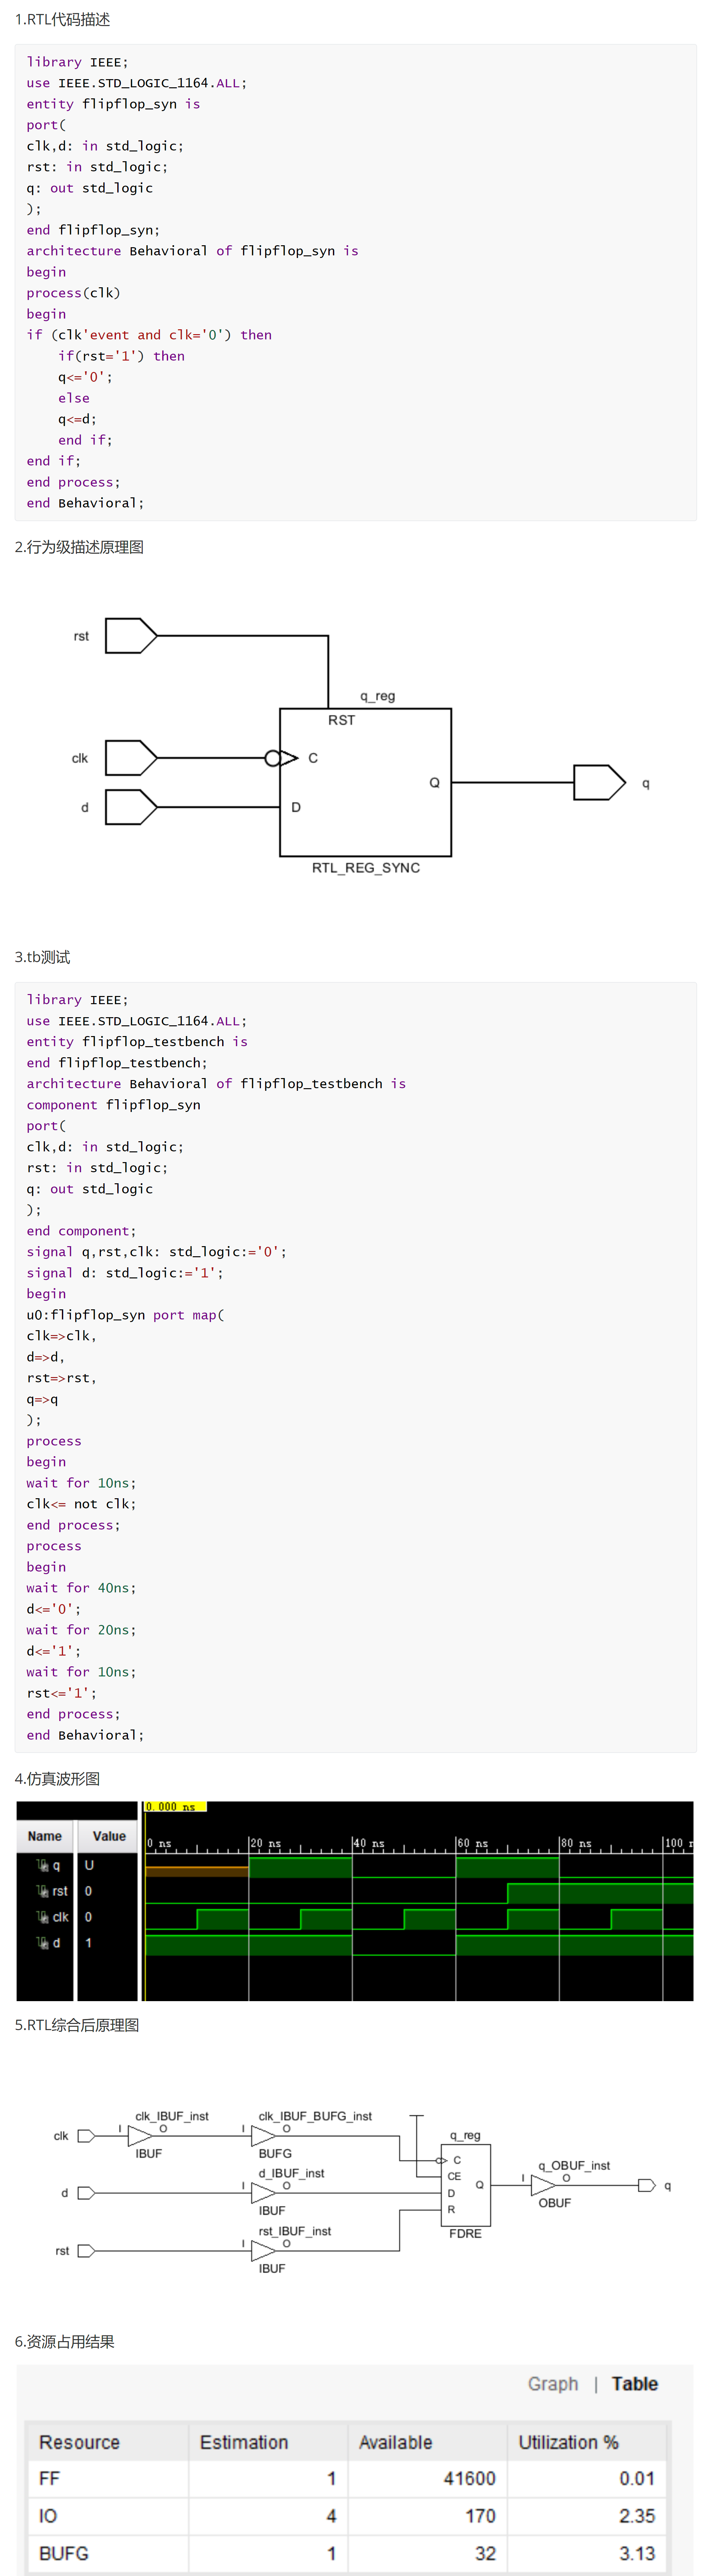 1.RTL代码描述
library IEEE;
use IEEE.STD_LOGIC_1164.ALL;
entity flipflop_syn is
port(
clk,d: in std_logic;
rst: in std_logic;
q: out std_logic
);
end flipflop_syn;
architecture Behavioral of flipflop_syn is
begin
process(clk)
begin
if (clk'event and clk='0') then
    if(rst='1') then
    q<='0';
    else
    q<=d;
    end if;
end if;
end process;
end Behavioral;
2.行为级描述原理图
rst
q_reg
RST
clk
C
Q
q
d
D
RTL_REG_SYNC
3.tb测试
library IEEE;
use IEEE.STD_LOGIC_1164.ALL;
entity flipflop_testbench is
end flipflop_testbench;
architecture Behavioral of flipflop_testbench is
component flipflop_syn
port(
clk,d: in std_logic;
rst: in std_logic;
q: out std_logic
);
end component;
signal q,rst,clk: std_logic:='0';
signal d: std_logic:='1';
begin
u0:flipflop_syn port map(
clk=>clk,
d=>d,
rst=>rst,
q=>q
);
process
begin
wait for 10ns;
clk<= not clk;
end process;
process
begin
wait for 40ns;
d<='0';
wait for 20ns;
d<='1';
wait for 10ns;
rst<='1';
end process;
end Behavioral;
4.仿真波形图
0.000 ns
Name Value 0 ns 20 ns 40 ns 60 ns 80 ns 100 n
q U
rst 0
clk 0
d 1
5.RTL综合后原理图
clk_IBUF_inst clk_IBUF_BUFG_inst
q_reg
clk I O I O
IBUF BUFG
C
CE
D
R
Q
FDRE
d_IBUF_inst
d I O
IBUF
q_OBUF_inst
I O q
OBUF
rst_IBUF_inst
rst I O
IBUF
6.资源占用结果
Graph | Table
Resource Estimation Available Utilization %
FF 1 41600 0.01
IO 4 170 2.35
BUFG 1 32 3.13